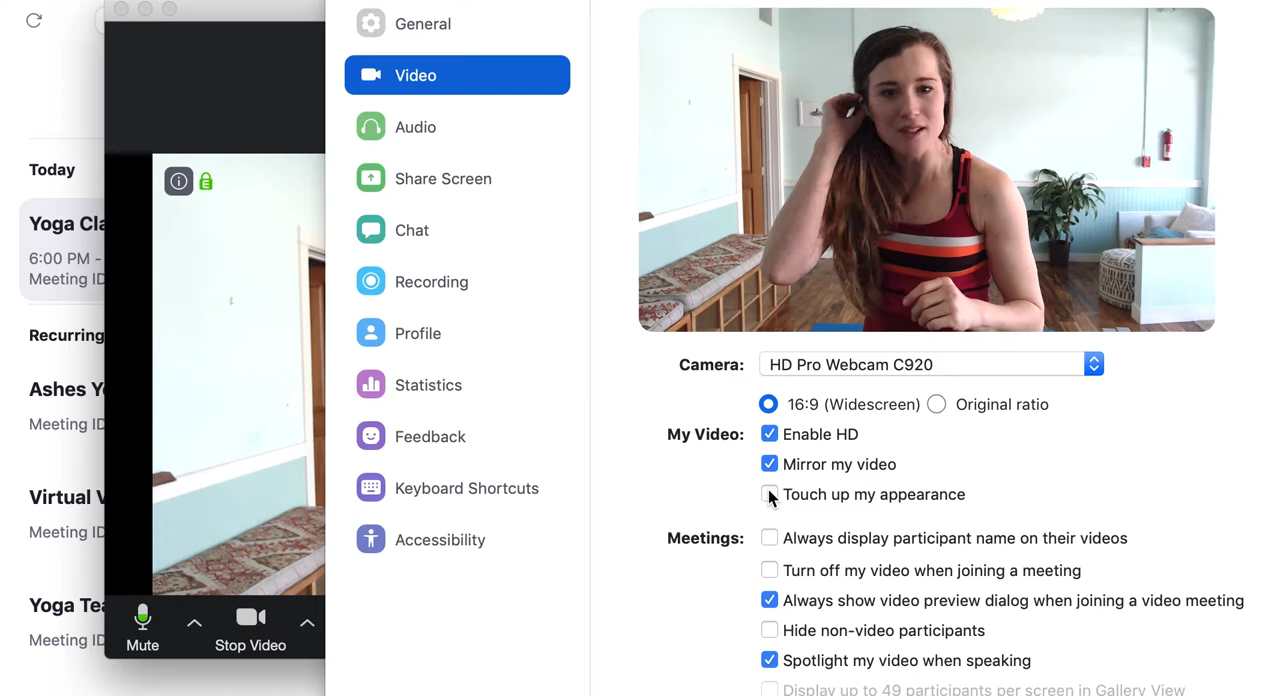 Today
Yoga Cla
6:00 PM -
Meeting ID
Recurring
Ashes Y
Meeting ID
Virtual V
Meeting ID
Yoga Tea
Meeting ID
Mute
Stop Video
General
Video
Audio
Share Screen
Chat
Recording
Profile
Statistics
Feedback
Keyboard Shortcuts
Accessibility
Camera: HD Pro Webcam C920
16:9 (Widescreen) Original ratio
My Video: Enable HD
Mirror my video
Touch up my appearance
Meetings: Always display participant name on their videos
Turn off my video when joining a meeting
Always show video preview dialog when joining a video meeting
Hide non-video participants
Spotlight my video when speaking
Display up to 49 participants per screen in Gallery View